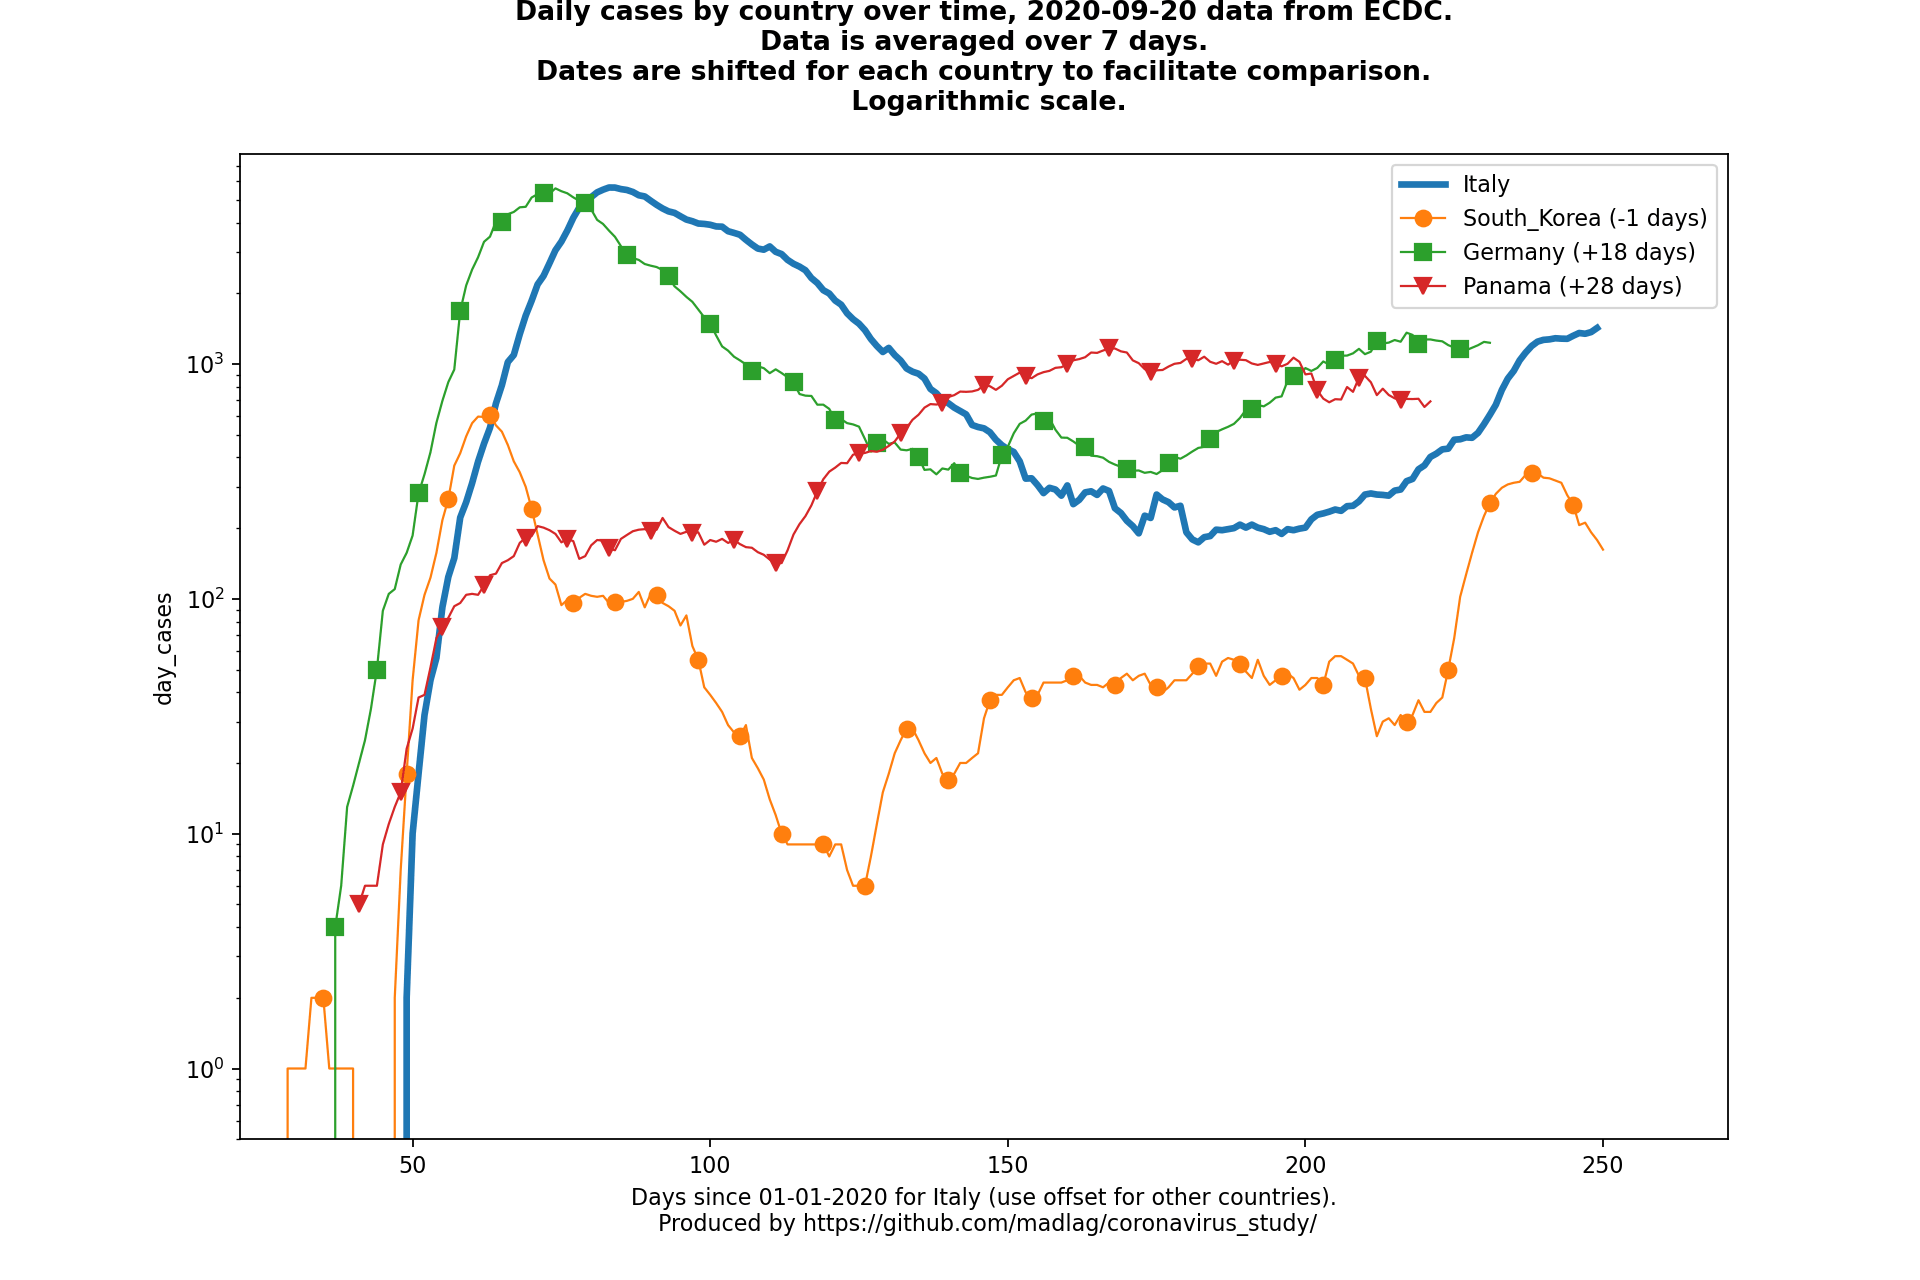 Daily cases by country over time, 2020-09-20 data from ECDC.
Data is averaged over 7 days.
Dates are shifted for each country to facilitate comparison.
Logarithmic scale.
Italy
South_Korea (-1 days)
Germany (+18 days)
Panama (+28 days)
day_cases
10³
10²
10¹
10⁰
50 100 150 200 250
Days since 01-01-2020 for Italy (use offset for other countries).
Produced by https://github.com/madlag/coronavirus_study/